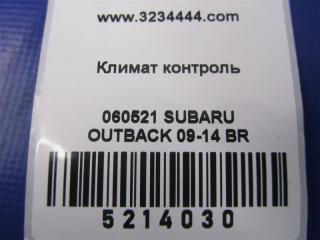 www.3234444.com
Климат контроль
060521 SUBARU
OUTBACK 09-14 BR
5214030